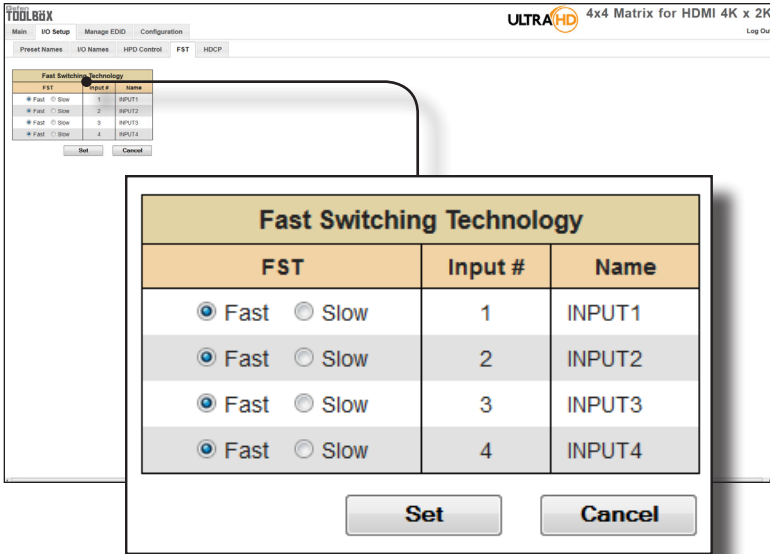 Gefen
TOOLBOX
ULTRA HD 4x4 Matrix for HDMI 4K x 2K
Main I/O Setup Manage EDID Configuration
Log Out
Preset Names I/O Names HPD Control FST HDCP
Fast Switching Technology
FST Input # Name
Fast Slow 1 INPUT1
Fast Slow 2 INPUT2
Fast Slow 3 INPUT3
Fast Slow 4 INPUT4
Set Cancel
Fast Switching Technology
FST Input # Name
Fast Slow 1 INPUT1
Fast Slow 2 INPUT2
Fast Slow 3 INPUT3
Fast Slow 4 INPUT4
Set Cancel